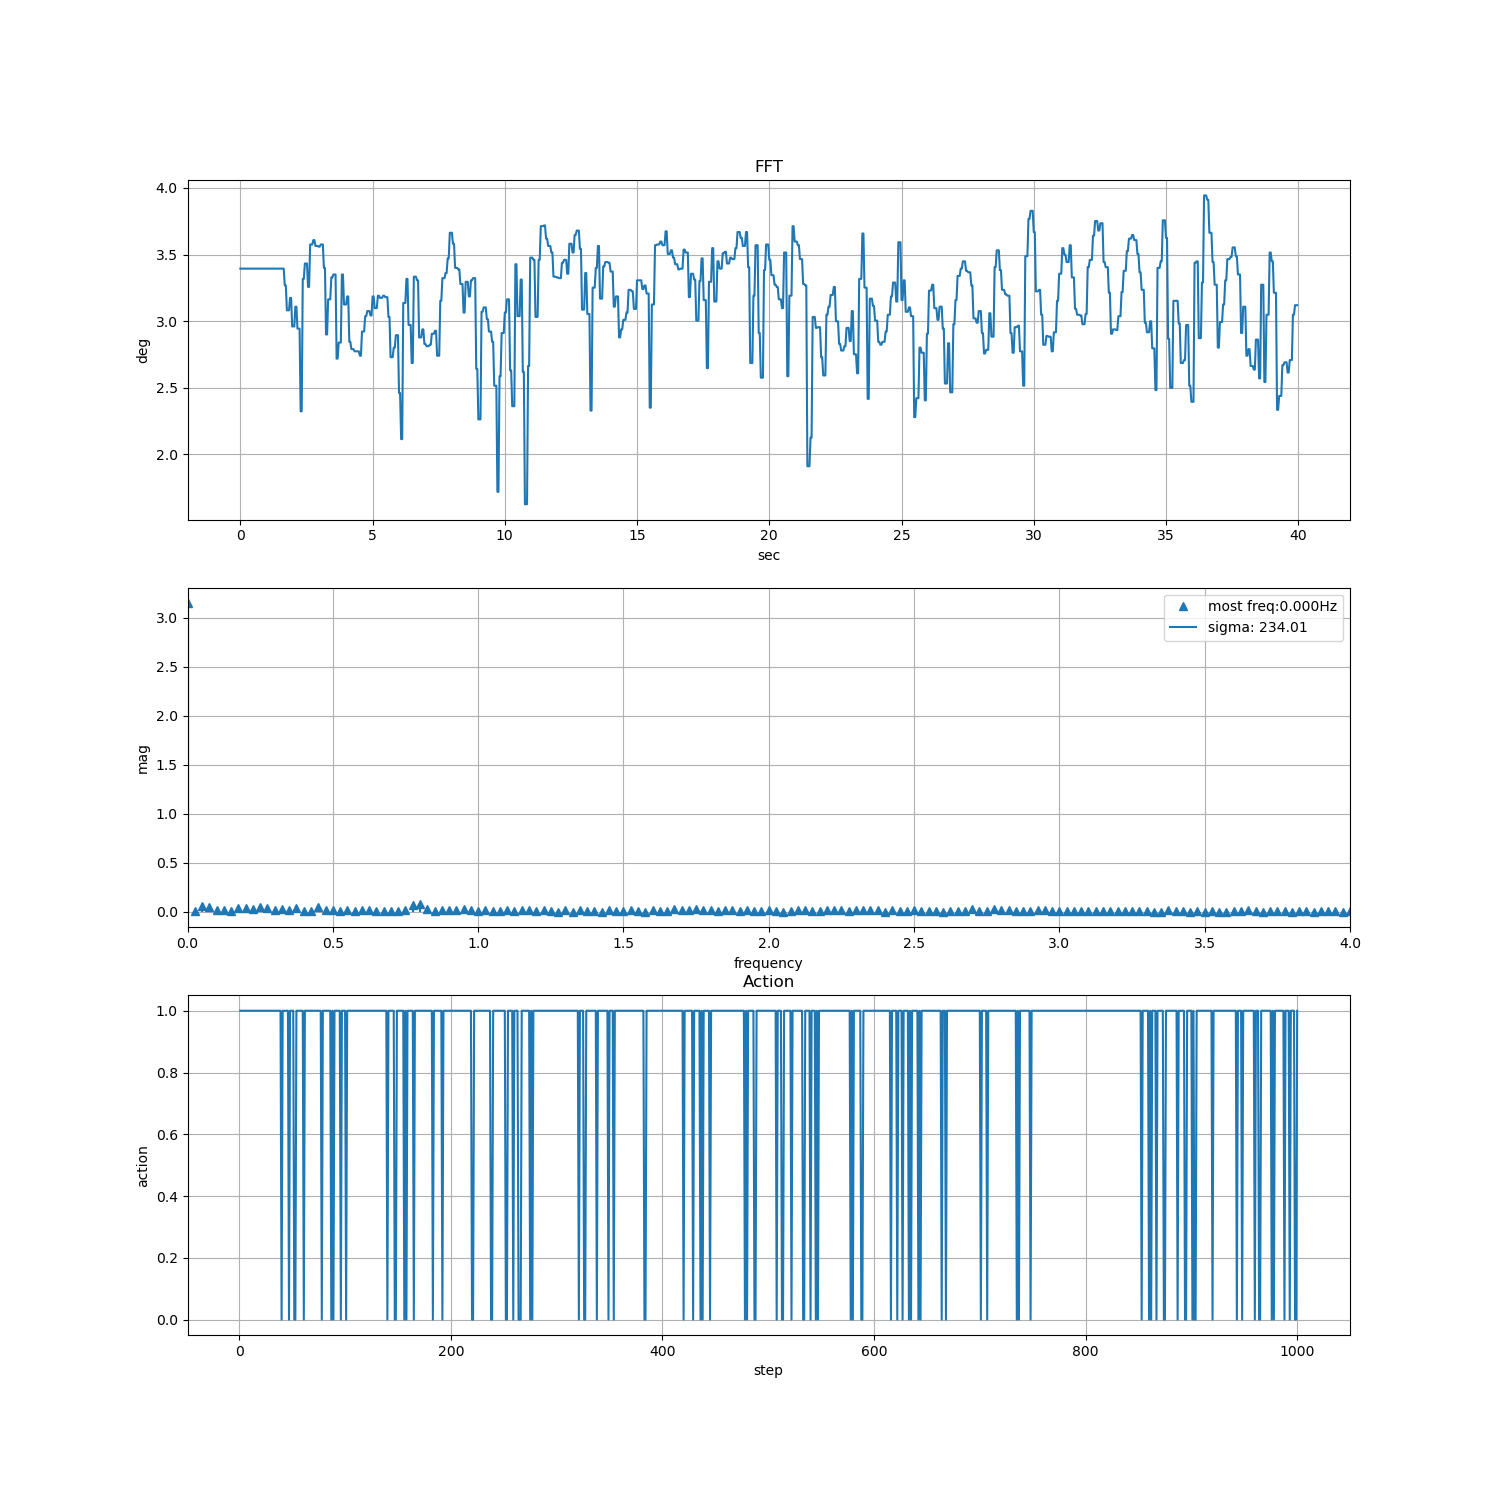 FFT
4.0
3.5
3.0
2.5
2.0
deg
0 5 10 15 20 25 30 35 40
sec
3.0
2.5
2.0
1.5
1.0
0.5
0.0
mag
most freq:0.000Hz
sigma: 234.01
0.0 0.5 1.0 1.5 2.0 2.5 3.0 3.5 4.0
frequency
Action
1.0
0.8
0.6
0.4
0.2
0.0
action
0 200 400 600 800 1000
step